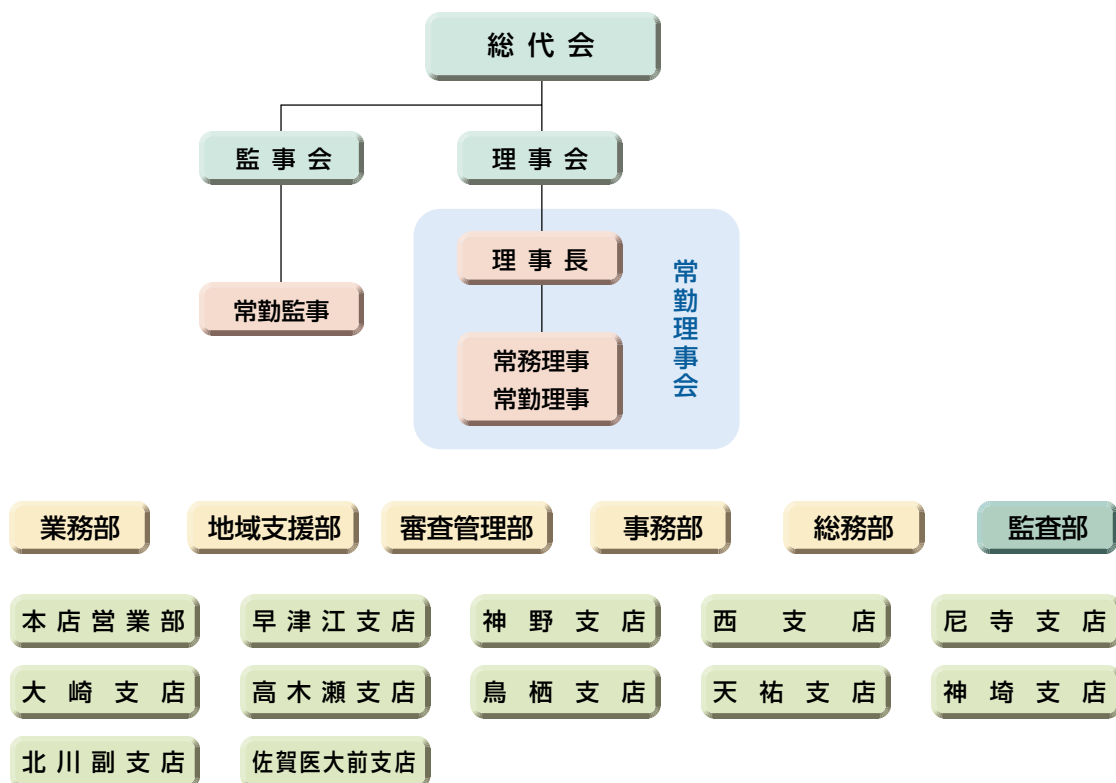 総代会
監事会
理事会
理事長
常勤理事会
常勤監事
常務理事
常勤理事
業務部
地域支援部
審査管理部
事務部
総務部
監査部
本店営業部
早津江支店
神野支店
西支店
尼寺支店
大崎支店
高木瀬支店
鳥栖支店
天祐支店
神埼支店
北川副支店
佐賀医大前支店